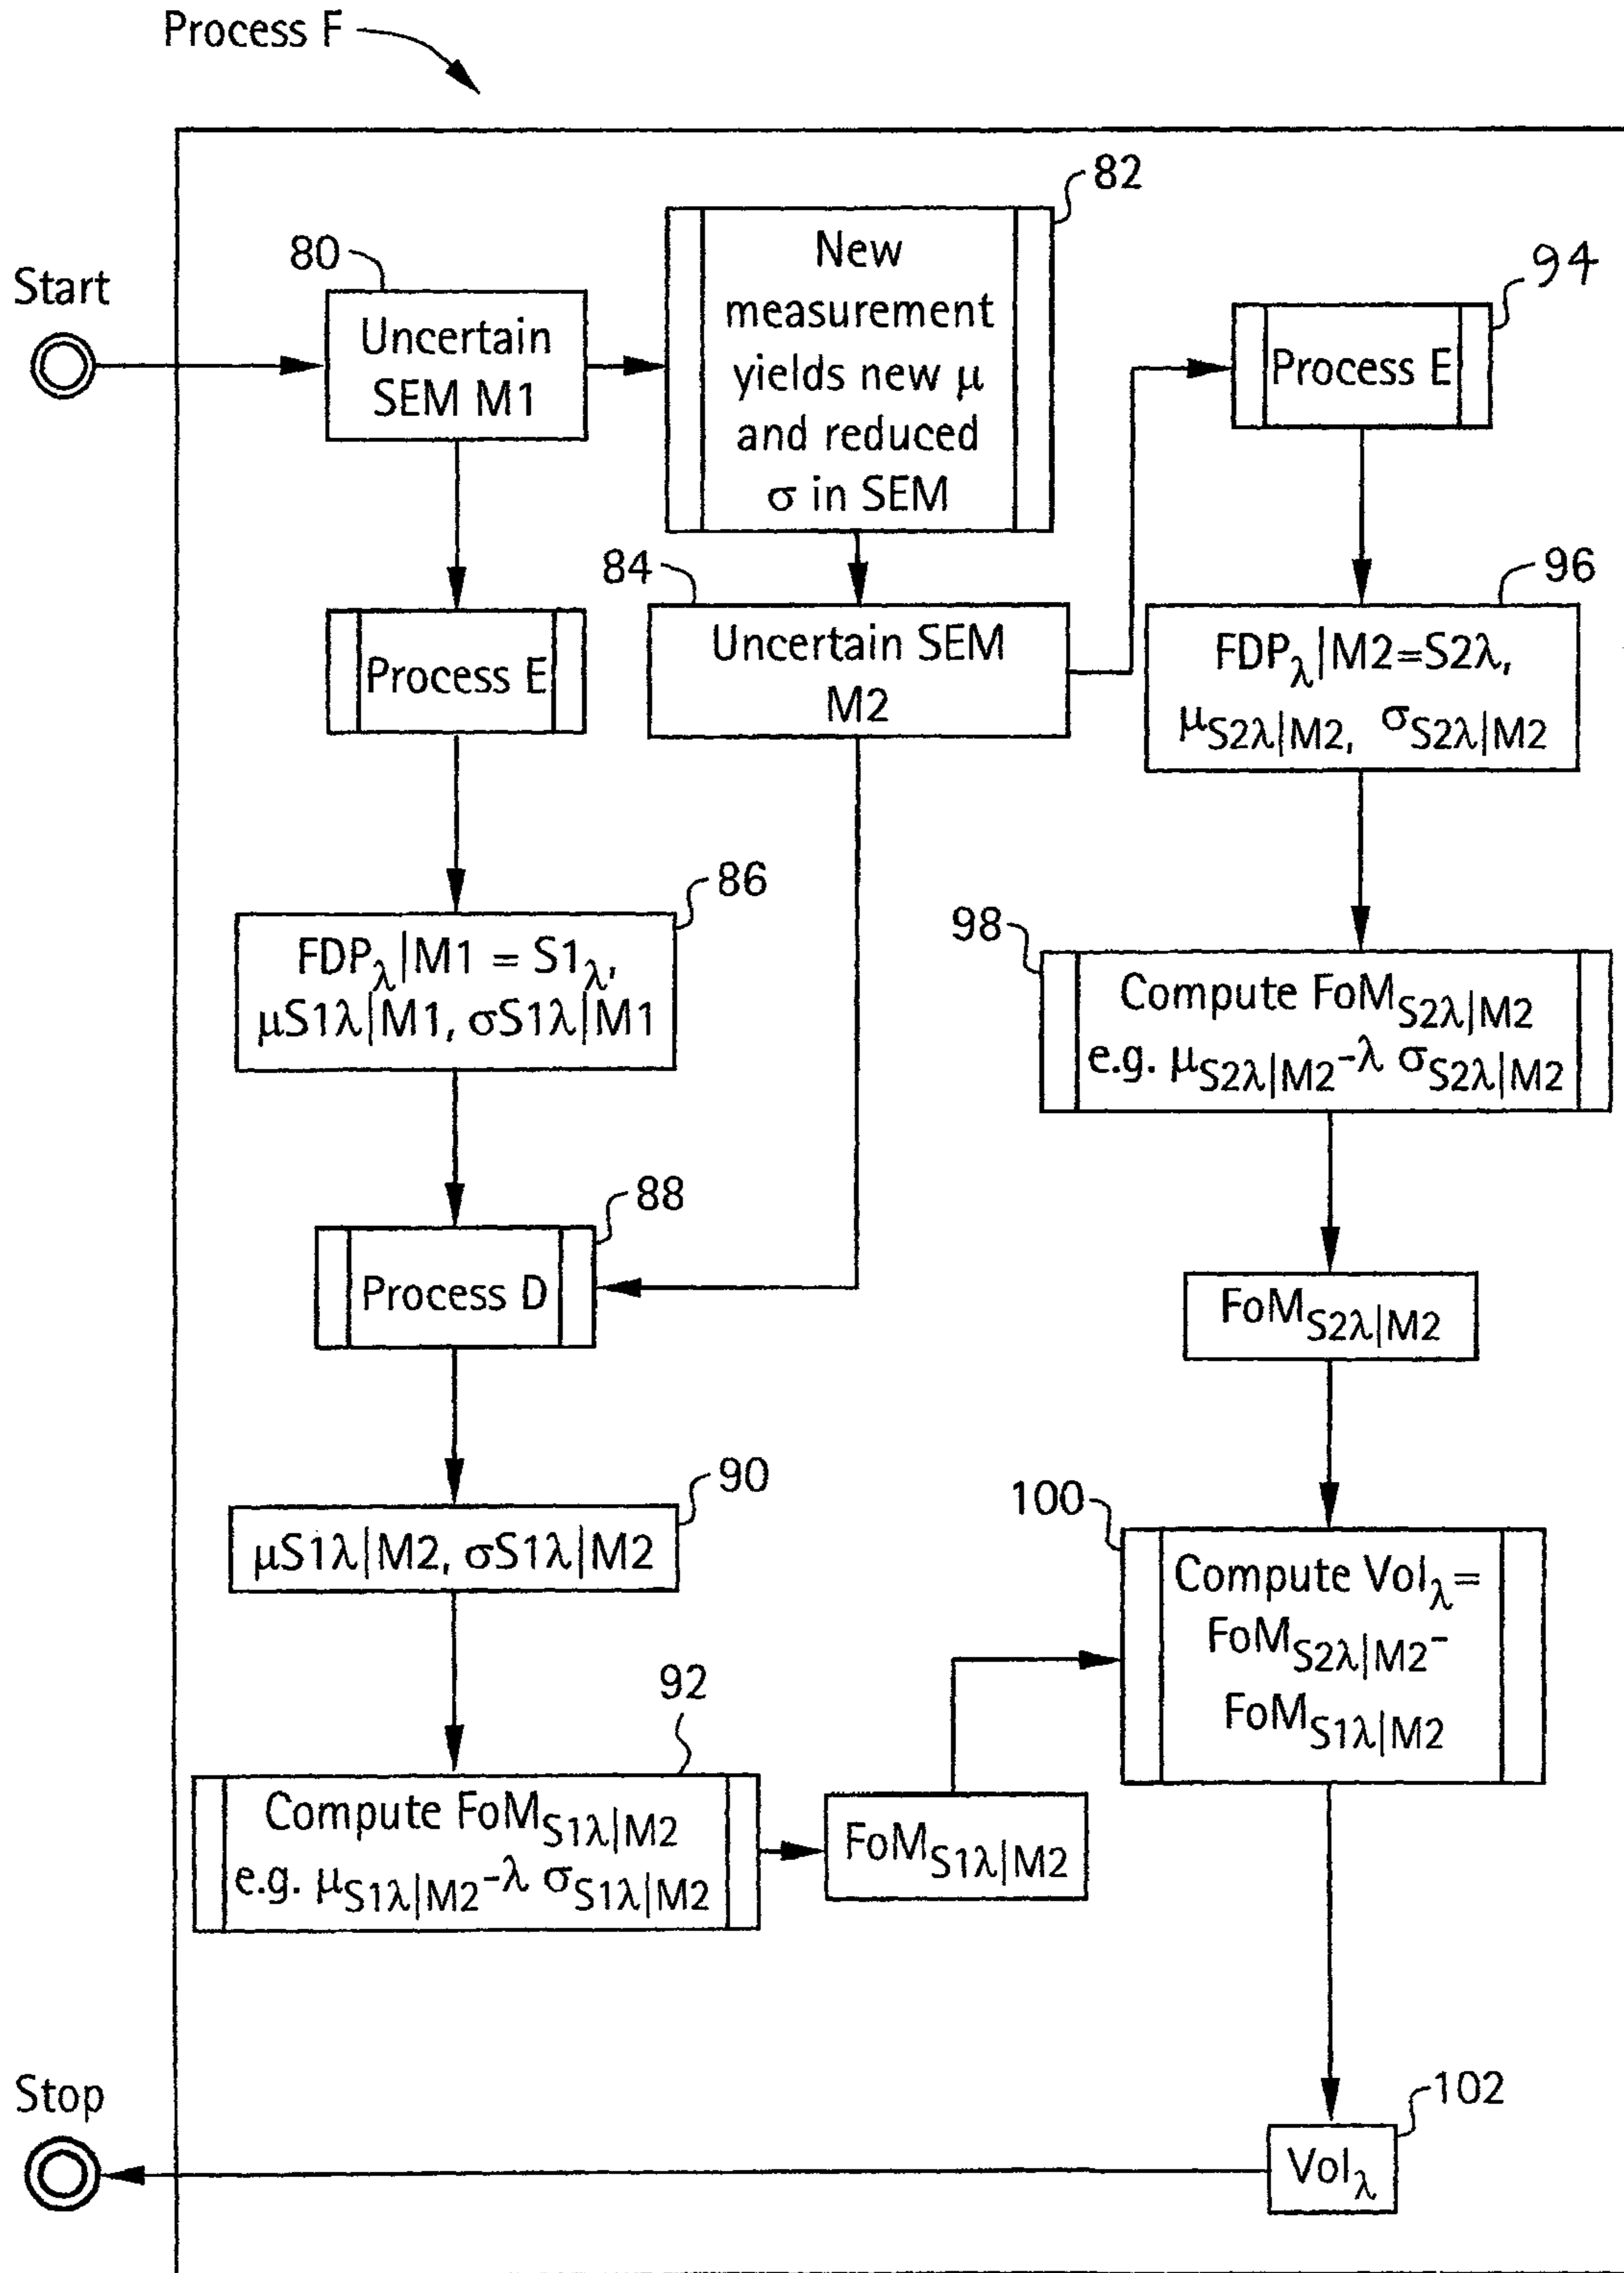 Process F
82
New
measurement
yields new μ
and reduced
σ in SEM
80
Uncertain
SEM M1
Start
94
Process E
84
Uncertain SEM
M2
96
FDPλ|M2=S2λ,
μS2λ|M2, σS2λ|M2
Process E
86
FDPλ|M1 = S1λ,
μS1λ|M1, σS1λ|M1
98
Compute FoMS2λ|M2
e.g. μS2λ|M2-λ σS2λ|M2
88
Process D
FoMS2λ|M2
90
μS1λ|M2, σS1λ|M2
100
Compute VoIλ=
FoMS2λ|M2-
FoMS1λ|M2
92
Compute FoMS1λ|M2
e.g. μS1λ|M2-λ σS1λ|M2
FoMS1λ|M2
102
VoIλ
Stop